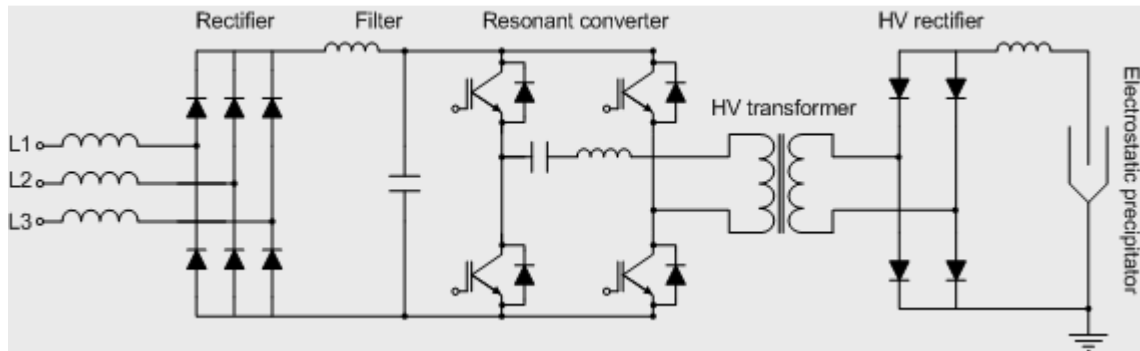 Rectifier
Filter
Resonant converter
HV rectifier
HV transformer
L1
L2
L3
Electrostatic precipitator